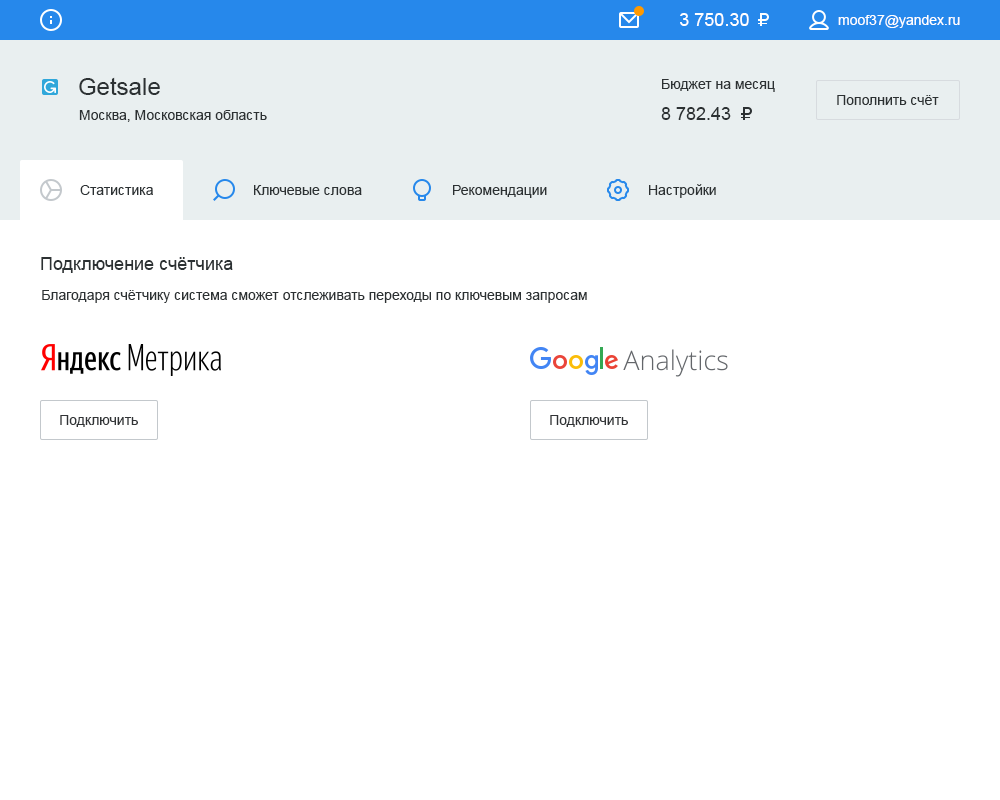 3 750.30 ₽ moof37@yandex.ru
Getsale
Москва, Московская область
Бюджет на месяц
8 782.43 ₽
Пополнить счёт
Статистика Ключевые слова Рекомендации Настройки
Подключение счётчика
Благодаря счётчику система сможет отслеживать переходы по ключевым запросам
Яндекс Метрика
Подключить
Google Analytics
Подключить